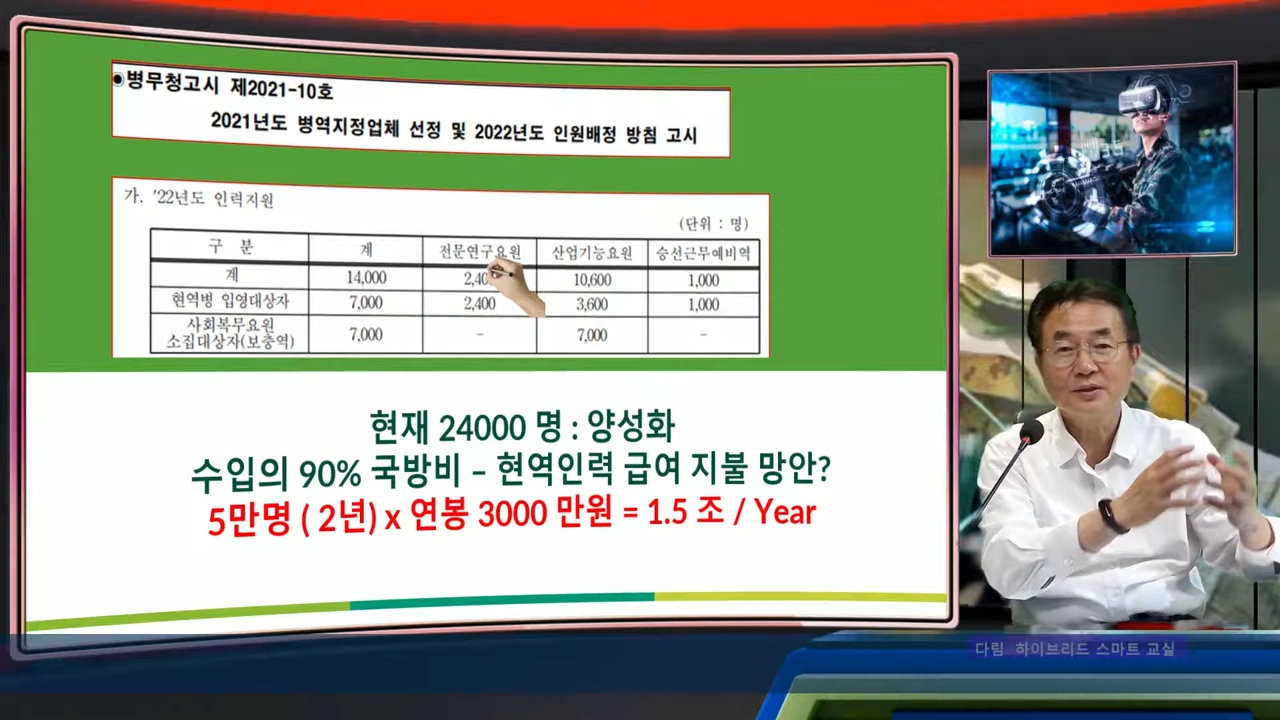 ◉병무청고시 제2021-10호
2021년도 병역지정업체 선정 및 2022년도 인원배정 방침 고시
가. '22년도 인력지원
(단위 : 명)
구 분 계 전문연구요원 산업기능요원 승선근무예비역
계 14,000 2,40 10,600 1,000
현역병 입영대상자 7,000 2,400 3,600 1,000
사회복무요원
소집대상자(보충역) 7,000 - 7,000 -
현재 24000 명 : 양성화
수입의 90% 국방비 – 현역인력 급여 지불 망안?
5만명 ( 2년) x 연봉 3000 만원 = 1.5 조 / Year
다림 하이브리드 스마트 교실